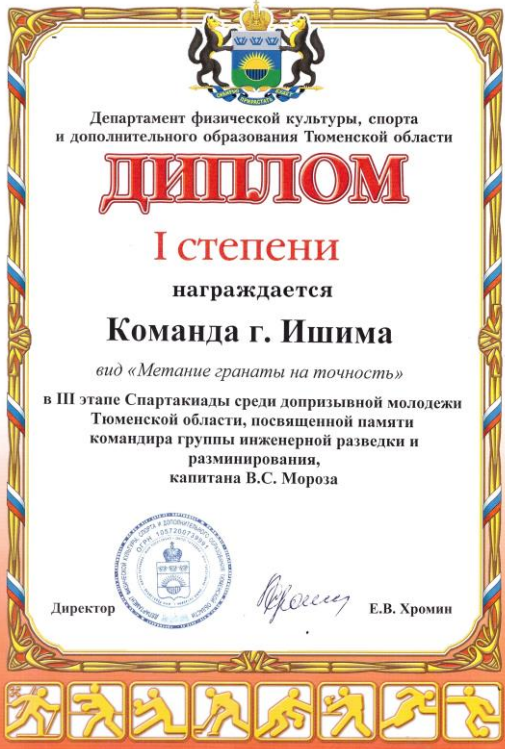 Департамент физической культуры, спорта
и дополнительного образования Тюменской области
ДИПЛОМ
I степени
награждается
Команда г. Ишима
вид «Метание гранаты на точность»
в III этапе Спартакиады среди допризывной молодежи
Тюменской области, посвященной памяти
командира группы инженерной разведки и
разминирования,
капитана В.С. Мороза
Директор
Е.В. Хромин